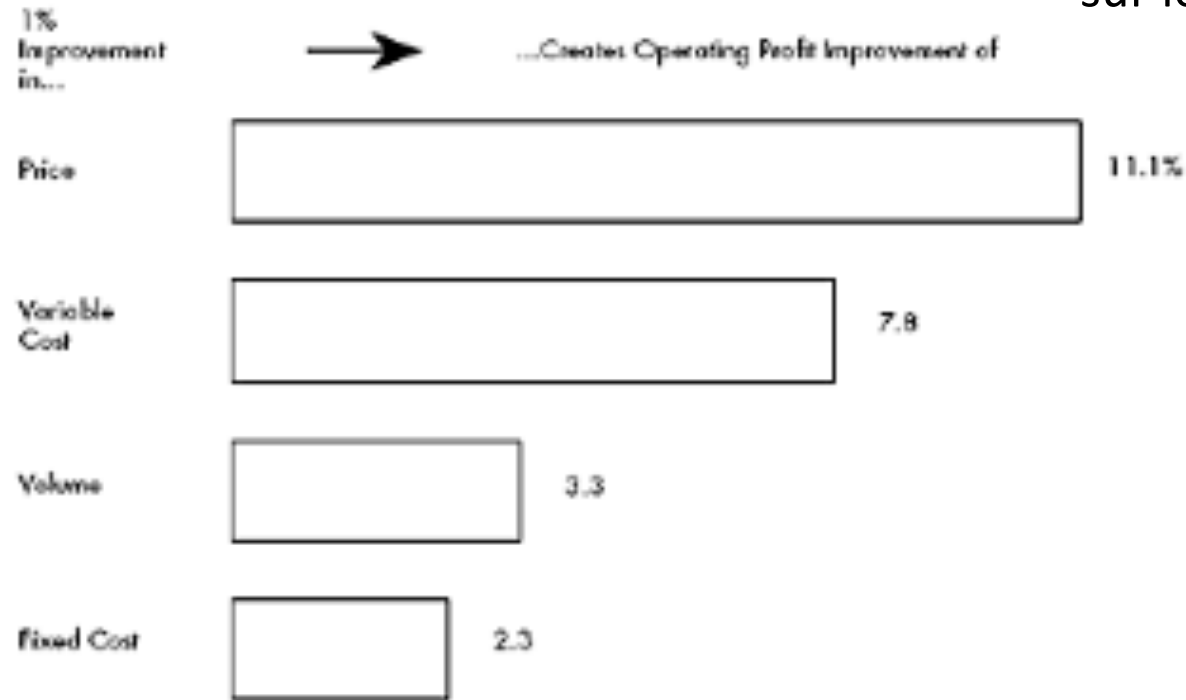 1%
Improvement
in...
...Creates Operating Profit Improvement of
Price
11.1%
Variable
Cost
7.8
Volume
3.3
Fixed Cost
2.3